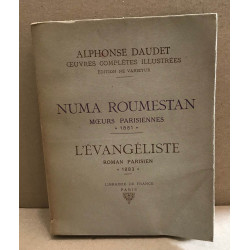 ALPHONSE DAUDET
ŒUVRES COMPLÈTES ILLUSTRÉES
ÉDITION NE VARIETUR
NUMA ROUMESTAN
MŒURS PARISIENNES
* 1881 *
L'ÉVANGÉLISTE
ROMAN PARISIEN
* 1883 *
LIBRAIRIE DE FRANCE
PARIS